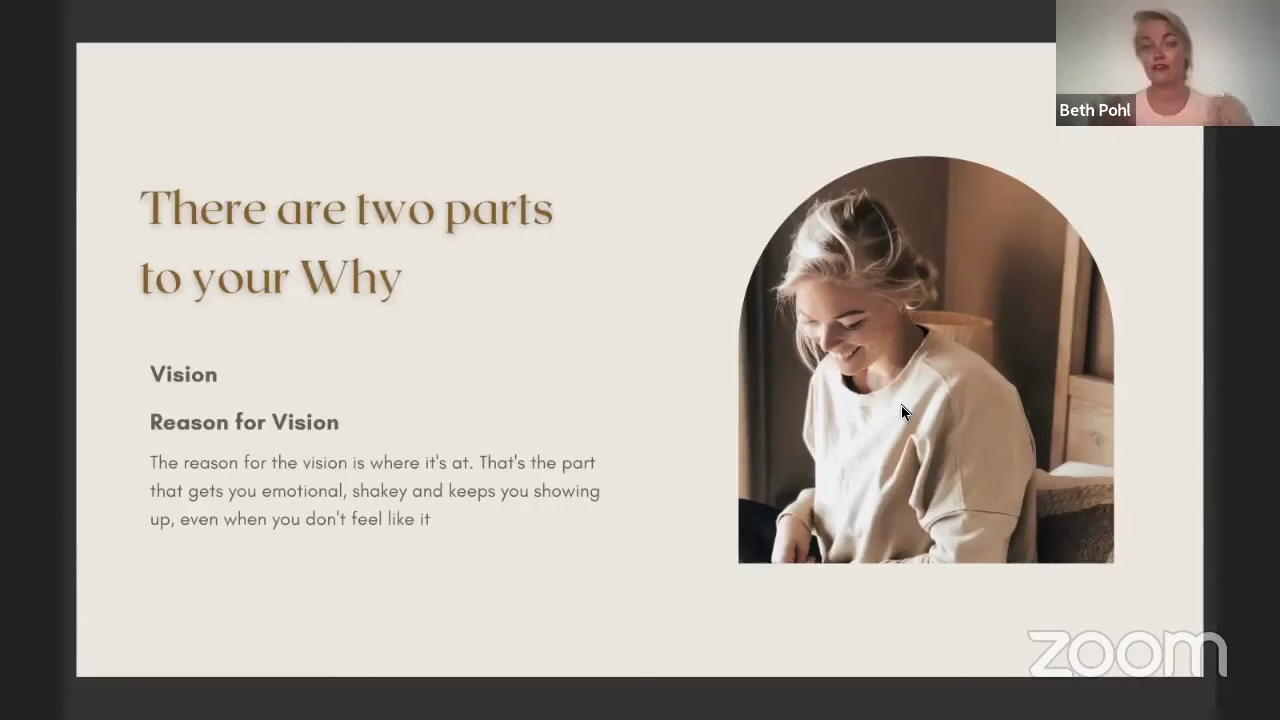 Beth Pohl
There are two parts
to your Why
Vision
Reason for Vision
The reason for the vision is where it's at. That's the part
that gets you emotional, shakey and keeps you showing
up, even when you don't feel like it
zoom